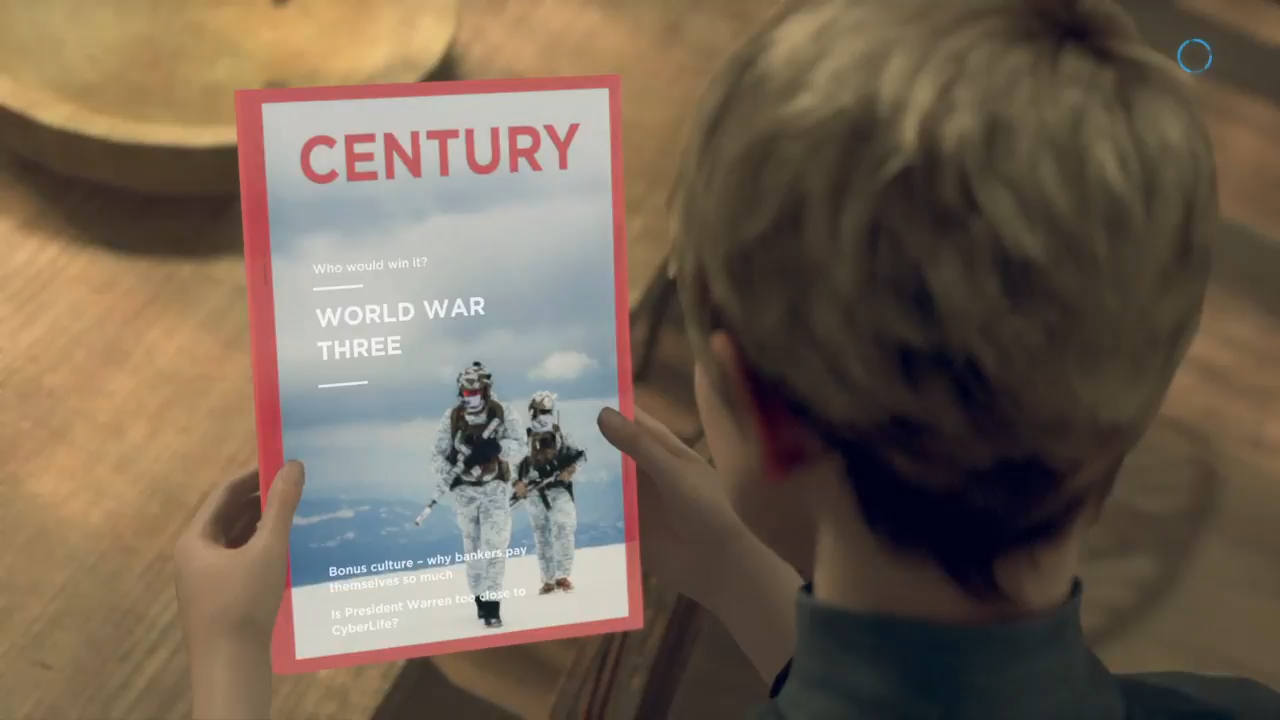 CENTURY
Who would win it?
WORLD WAR
THREE
Bonus culture – why bankers pay
themselves so much
Is President Warren too close to
CyberLife?